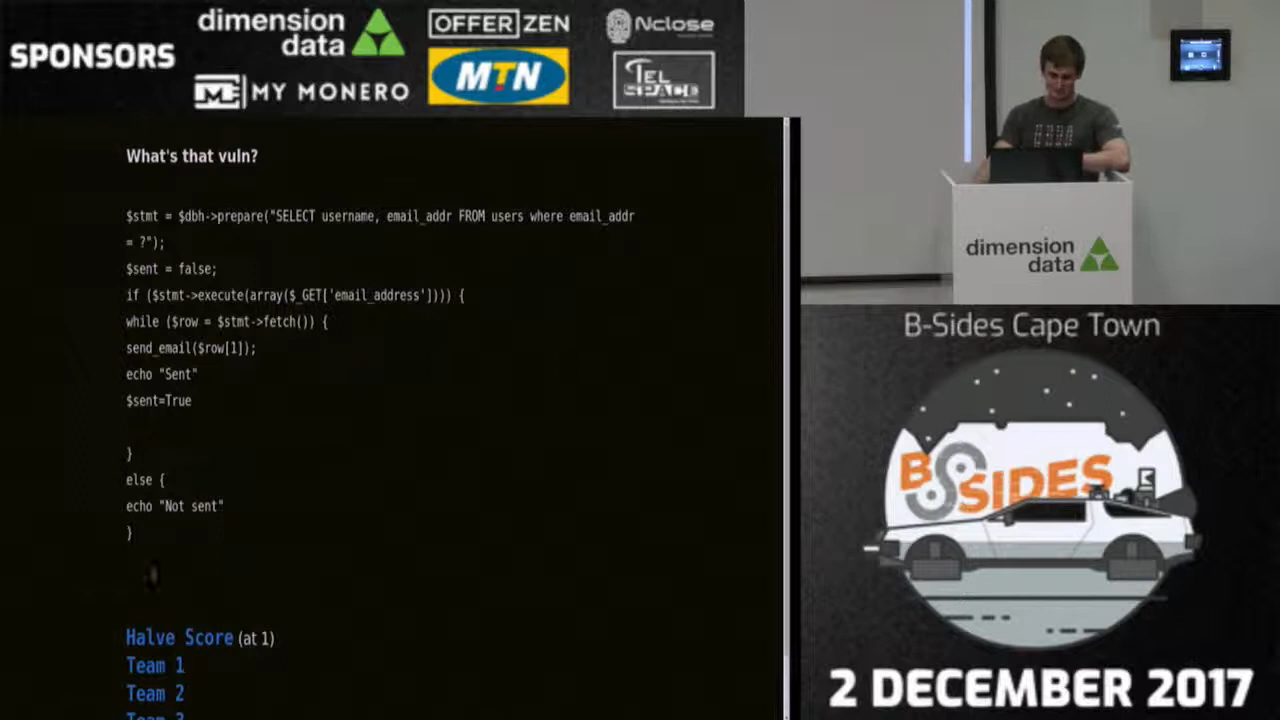 SPONSORS
dimension
data
OFFERZEN
Nclose
MY MONERO
MTN
TEL
SPACE
What's that vuln?
$stmt = $dbh->prepare("SELECT username, email_addr FROM users where email_addr
= ?");
$sent = false;
if ($stmt->execute(array($_GET['email_address']))) {
while ($row = $stmt->fetch()) {
send_email($row[1]);
echo "Sent"
$sent=True
}
else {
echo "Not sent"
}
Halve Score (at 1)
Team 1
Team 2
dimension
data
B-Sides Cape Town
BSIDES
2 DECEMBER 2017